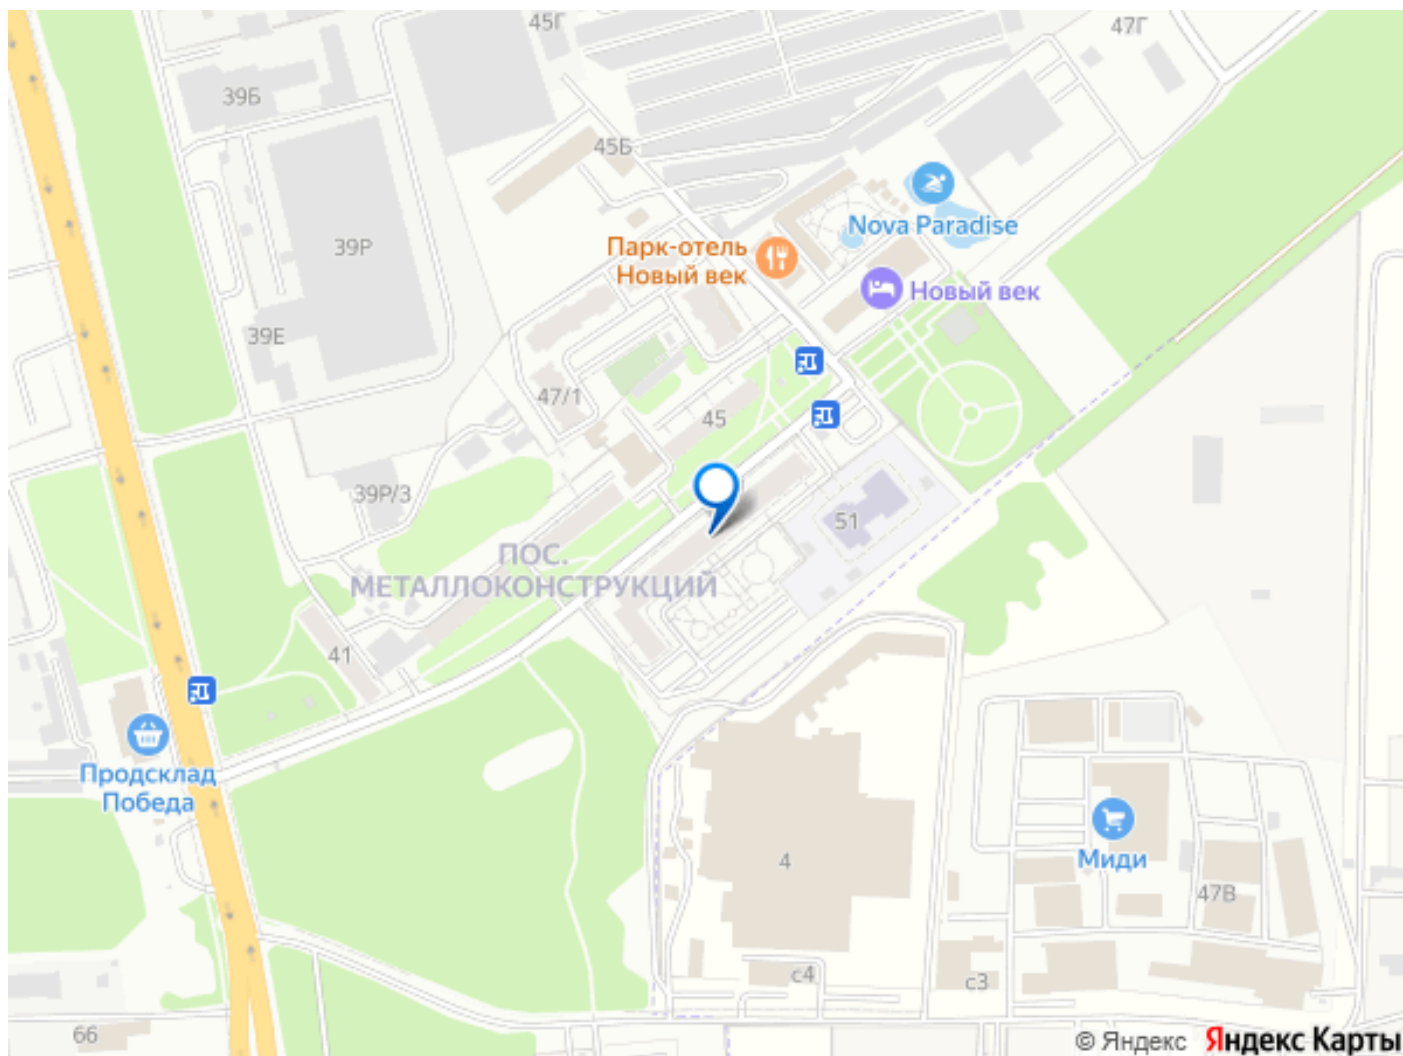 45Г
47Г
39Б
45Б
Nova Paradise
39Р
Парк-отель
Новый век
Новый век
39Е
47/1
45
39Р/3
51
ПОС.
МЕТАЛЛОКОНСТРУКЦИЙ
41
Продсклад
Победа
4
Миди
47В
с4
с3
66
© Яндекс Яндекс Карты